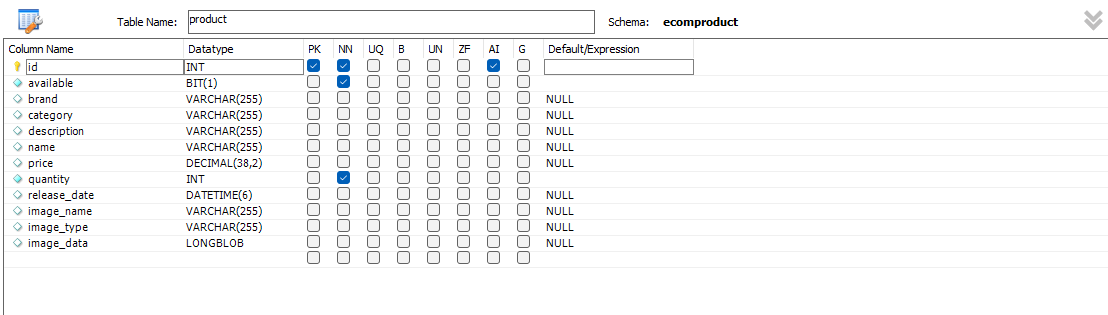 Table Name: product Schema: ecomproduct
Column Name Datatype PK NN UQ B UN ZF AI G Default/Expression
id INT
available BIT(1)
brand VARCHAR(255) NULL
category VARCHAR(255) NULL
description VARCHAR(255) NULL
name VARCHAR(255) NULL
price DECIMAL(38,2) NULL
quantity INT
release_date DATETIME(6) NULL
image_name VARCHAR(255) NULL
image_type VARCHAR(255) NULL
image_data LONGBLOB NULL